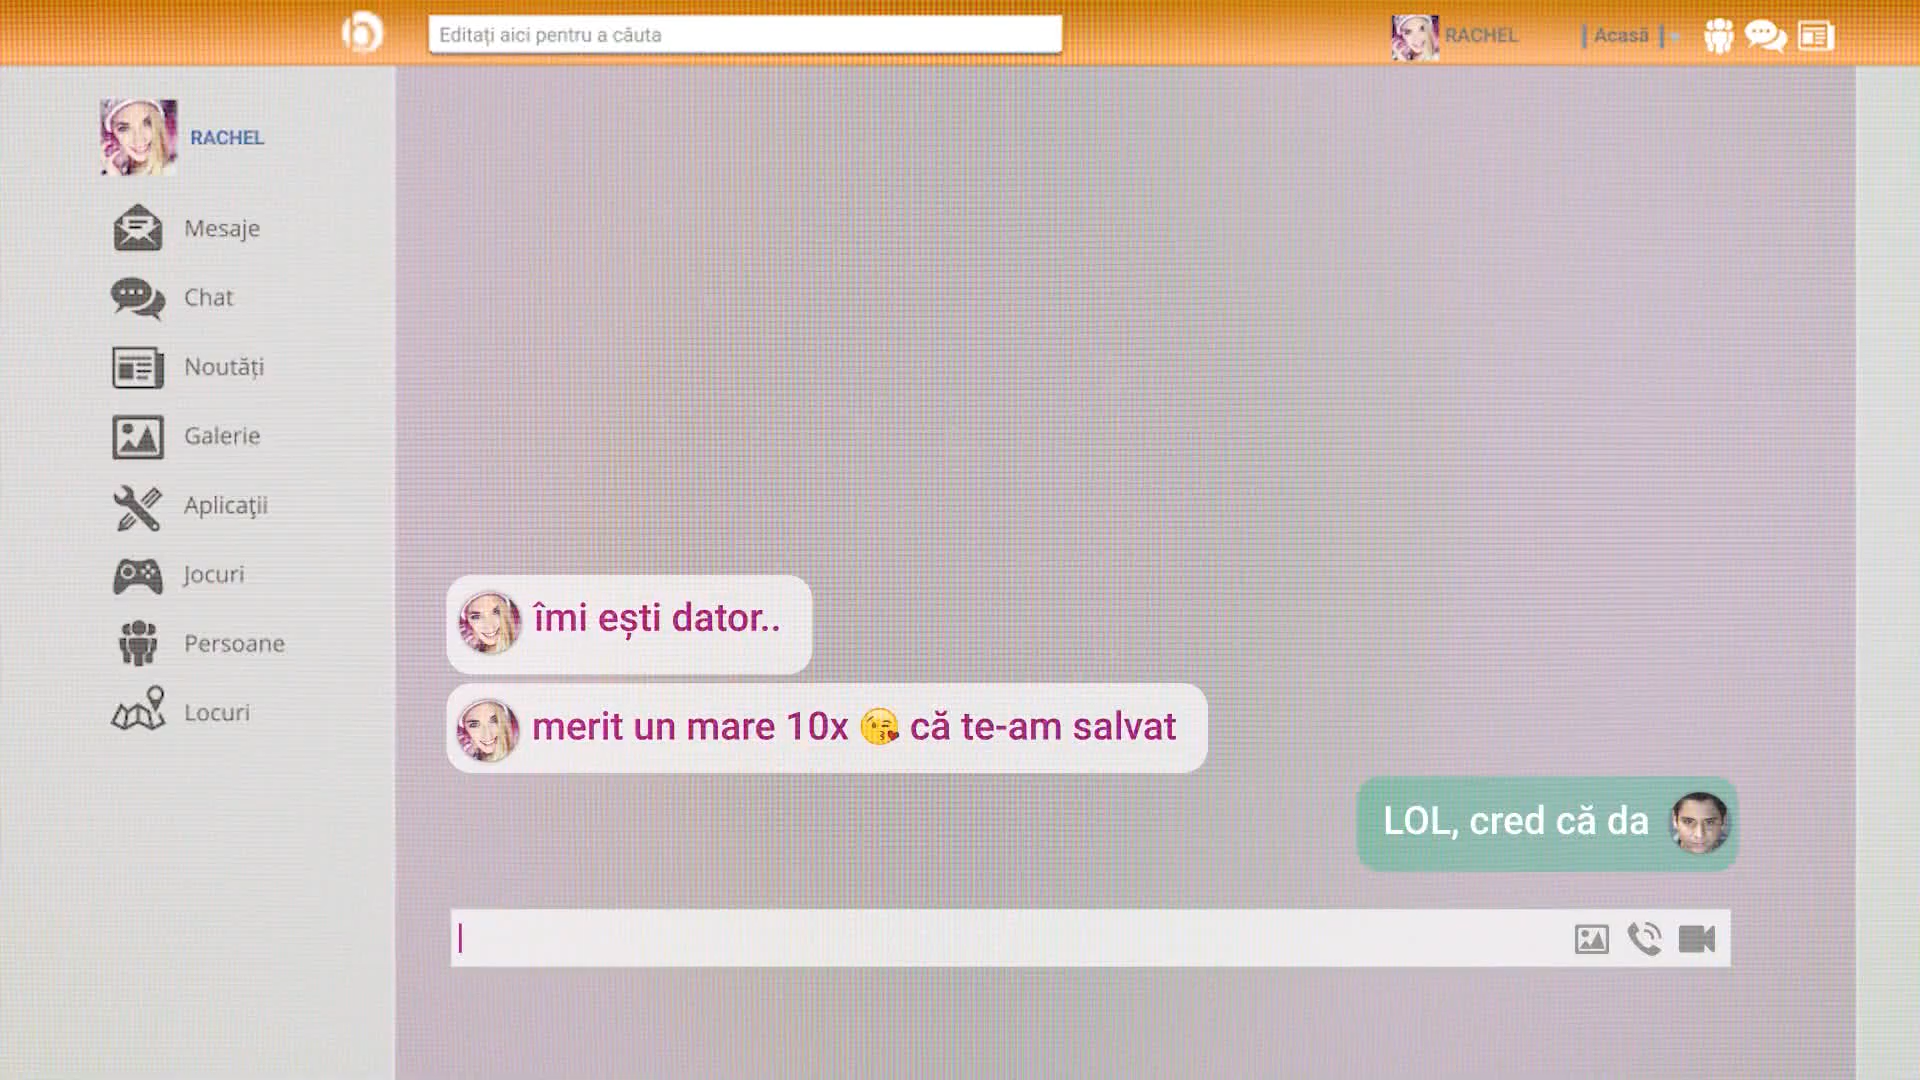 Editați aici pentru a căuta
RACHEL
| Acasă |
RACHEL
Mesaje
Chat
Noutăți
Galerie
Aplicaţii
Jocuri
Persoane
Locuri
îmi ești dator..
merit un mare 10x 😘 că te-am salvat
LOL, cred că da